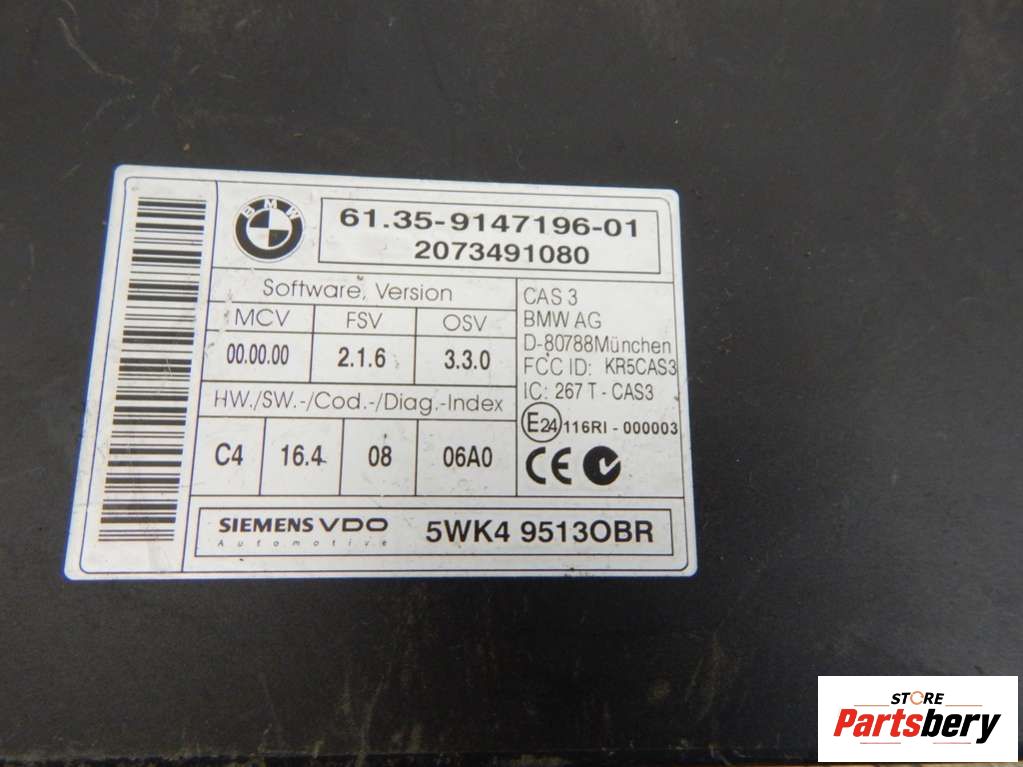 BMW
61.35-9147196-01
2073491080
Software, Version
MCV FSV OSV
00.00.00 2.1.6 3.3.0
HW./SW.-/Cod.-/Diag.-Index
C4 16.4 08 06A0
CAS 3
BMW AG
D-80788München
FCC ID: KR5CAS3
IC: 267 T - CAS3
E24 116RI - 000003
CE
SIEMENS VDO
Automotive
5WK4 9513OBR
STORE
Partsbery